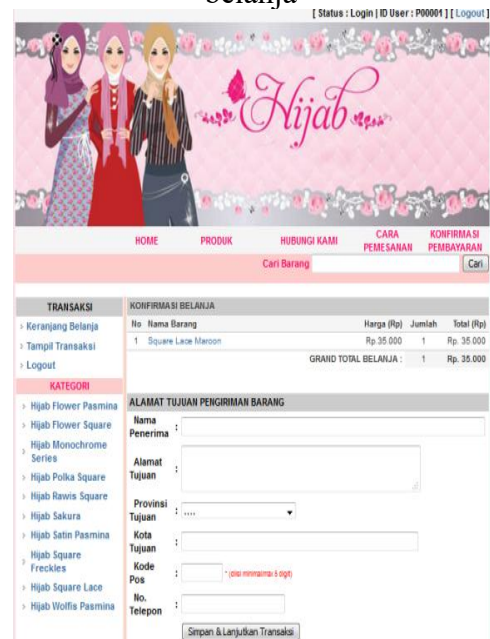 belanja
[ Status : Login | ID User : P00001 ] [ Logout ]
Hijab
HOME PRODUK HUBUNGI KAMI CARA PEMESANAN KONFIRMASI PEMBAYARAN
Cari Barang Cari
TRANSAKSI
Keranjang Belanja
Tampil Transaksi
Logout
KATEGORI
Hijab Flower Pasmina
Hijab Flower Square
Hijab Monochrome
Series
Hijab Polka Square
Hijab Rawis Square
Hijab Sakura
Hijab Satin Pasmina
Hijab Square
Freckles
Hijab Square Lace
Hijab Wolfis Pasmina
KONFIRMASI BELANJA
No Nama Barang Harga (Rp) Jumlah Total (Rp)
1 Square Lace Maroon Rp.35.000 1 Rp. 35.000
GRAND TOTAL BELANJA : 1 Rp. 35.000
ALAMAT TUJUAN PENGIRIMAN BARANG
Nama
Penerima :
Alamat
Tujuan :
Provinsi
Tujuan : ....
Kota
Tujuan :
Kode
Pos : * (diisi minimal 5 digit)
No.
Telepon :
Simpan & Lanjutkan Transaksi